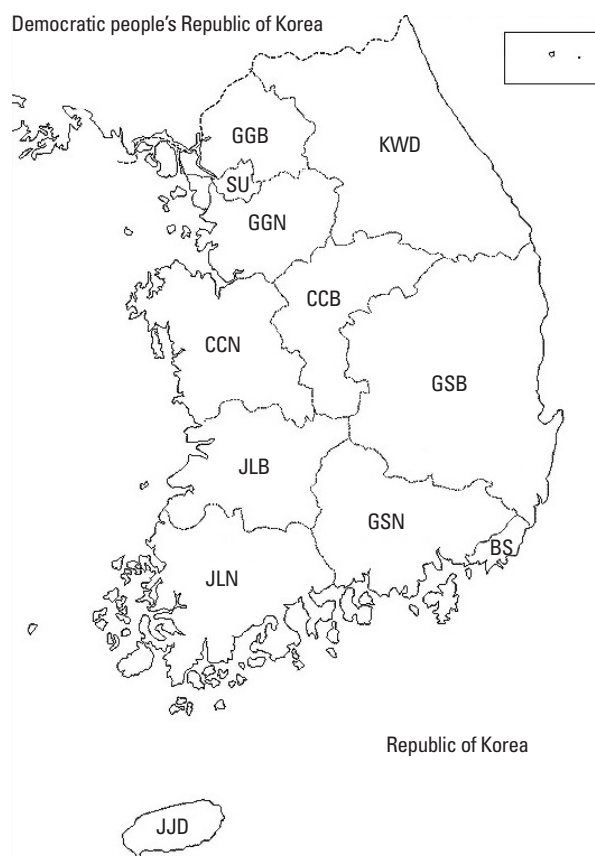 Democratic people's Republic of Korea
GGB
KWD
SU
GGN
CCB
CCN
GSB
JLB
GSN
BS
JLN
Republic of Korea
JJD